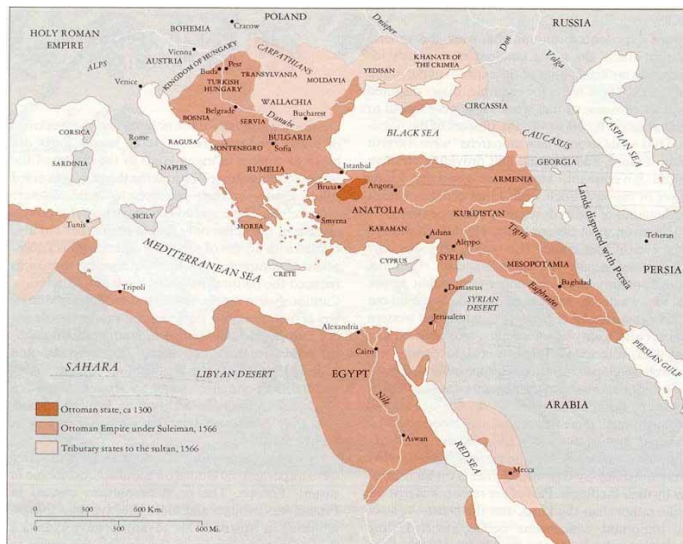 POLAND
RUSSIA
BOHEMIA
Cracow
Dnieper
HOLY ROMAN
EMPIRE
Vienna
AUSTRIA
KINGDOM OF HUNGARY
CARPATHIANS
KHANATE OF
THE CRIMEA
Don
Volga
ALPS
Buda
Pest
TURKISH
HUNGARY
TRANSYLVANIA
MOLDAVIA
YEDISAN
Venice
WALLACHIA
CIRCASSIA
Belgrade
Bucharest
BOSNIA
SERVIA
Danube
CORSICA
Rome
RAGUSA
MONTENEGRO
BULGARIA
Sofia
BLACK SEA
CAUCASUS
CASPIAN SEA
SARDINIA
NAPLES
RUMELIA
Istanbul
GEORGIA
Brusa
Angora
ARMENIA
SICILY
ANATOLIA
KURDISTAN
Lands disputed with Persia
Tunis
MOREA
Smyrna
KARAMAN
Adana
Aleppo
Tigris
Teheran
MEDITERRANEAN SEA
CRETE
CYPRUS
SYRIA
MESOPOTAMIA
PERSIA
Tripoli
Damascus
SYRIAN
DESERT
Baghdad
Euphrates
Jerusalem
Alexandria
SAHARA
LIBYAN DESERT
Cairo
EGYPT
PERSIAN GULF
Nile
ARABIA
Aswan
RED SEA
Mecca
Ottoman state, ca 1300
Ottoman Empire under Suleiman, 1566
Tributary states to the sultan, 1566
0 300 600 Km.
0 300 600 Mi.